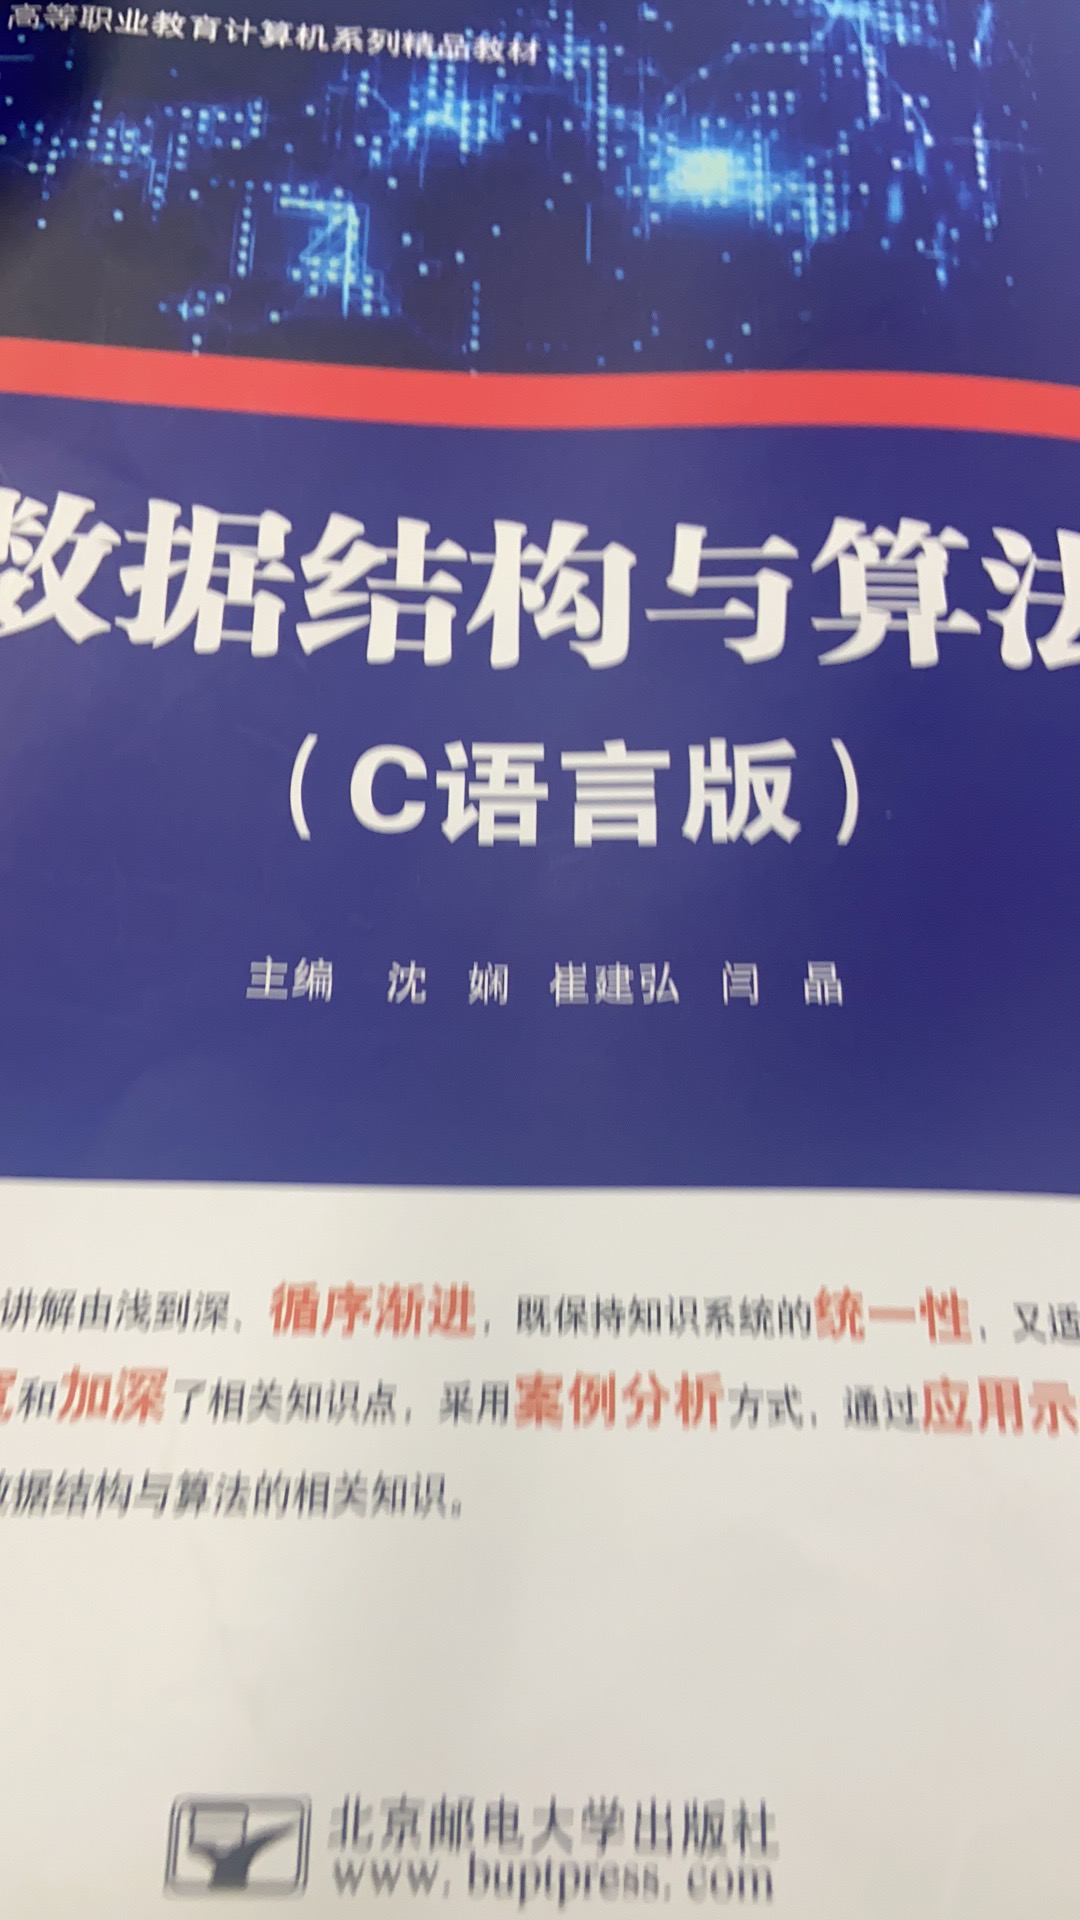 高等职业教育计算机系列精品教材
数据结构与算法
（C语言版）
主编 沈 娴 崔建弘 闫 晶
讲解由浅到深，循序渐进，既保持知识系统的统一性，又适
和加深了相关知识点，采用案例分析方式，通过应用示
数据结构与算法的相关知识。
北京邮电大学出版社
www.buptpress.com